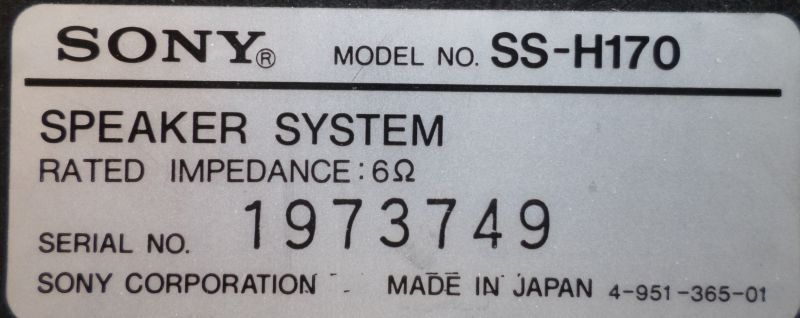 SONY® MODEL NO. SS-H170
SPEAKER SYSTEM
RATED IMPEDANCE: 6Ω
SERIAL NO. 1973749
SONY CORPORATION MADE IN JAPAN 4-951-365-01